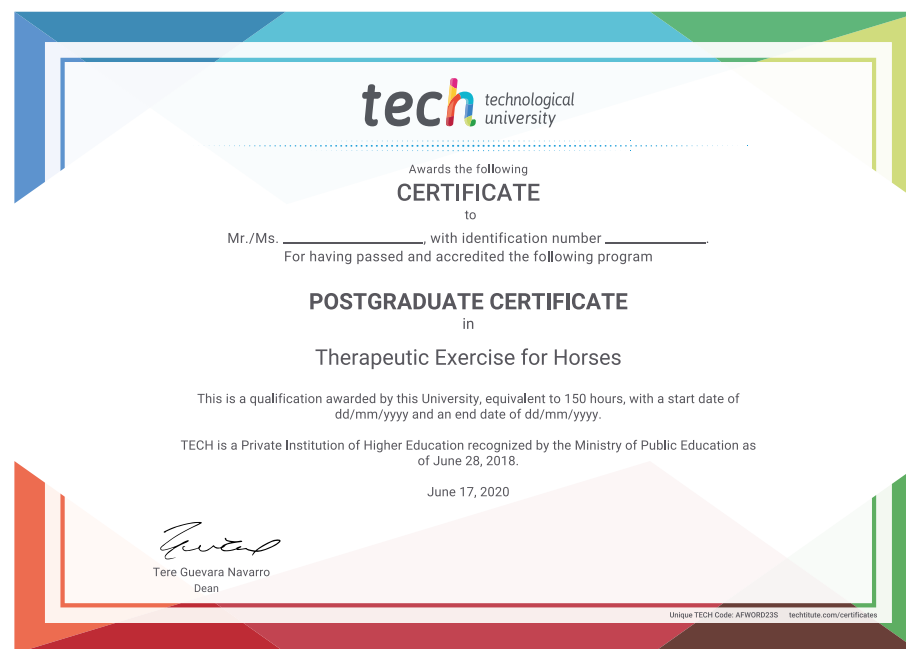 tech technological
university
Awards the following
CERTIFICATE
to
Mr./Ms. ____________, with identification number ____________.
For having passed and accredited the following program
POSTGRADUATE CERTIFICATE
in
Therapeutic Exercise for Horses
This is a qualification awarded by this University, equivalent to 150 hours, with a start date of
dd/mm/yyyy and an end date of dd/mm/yyyy.
TECH is a Private Institution of Higher Education recognized by the Ministry of Public Education as
of June 28, 2018.
June 17, 2020
Tere Guevara Navarro
Dean
Unique TECH Code: AFWORD23S techtitute.com/certificates